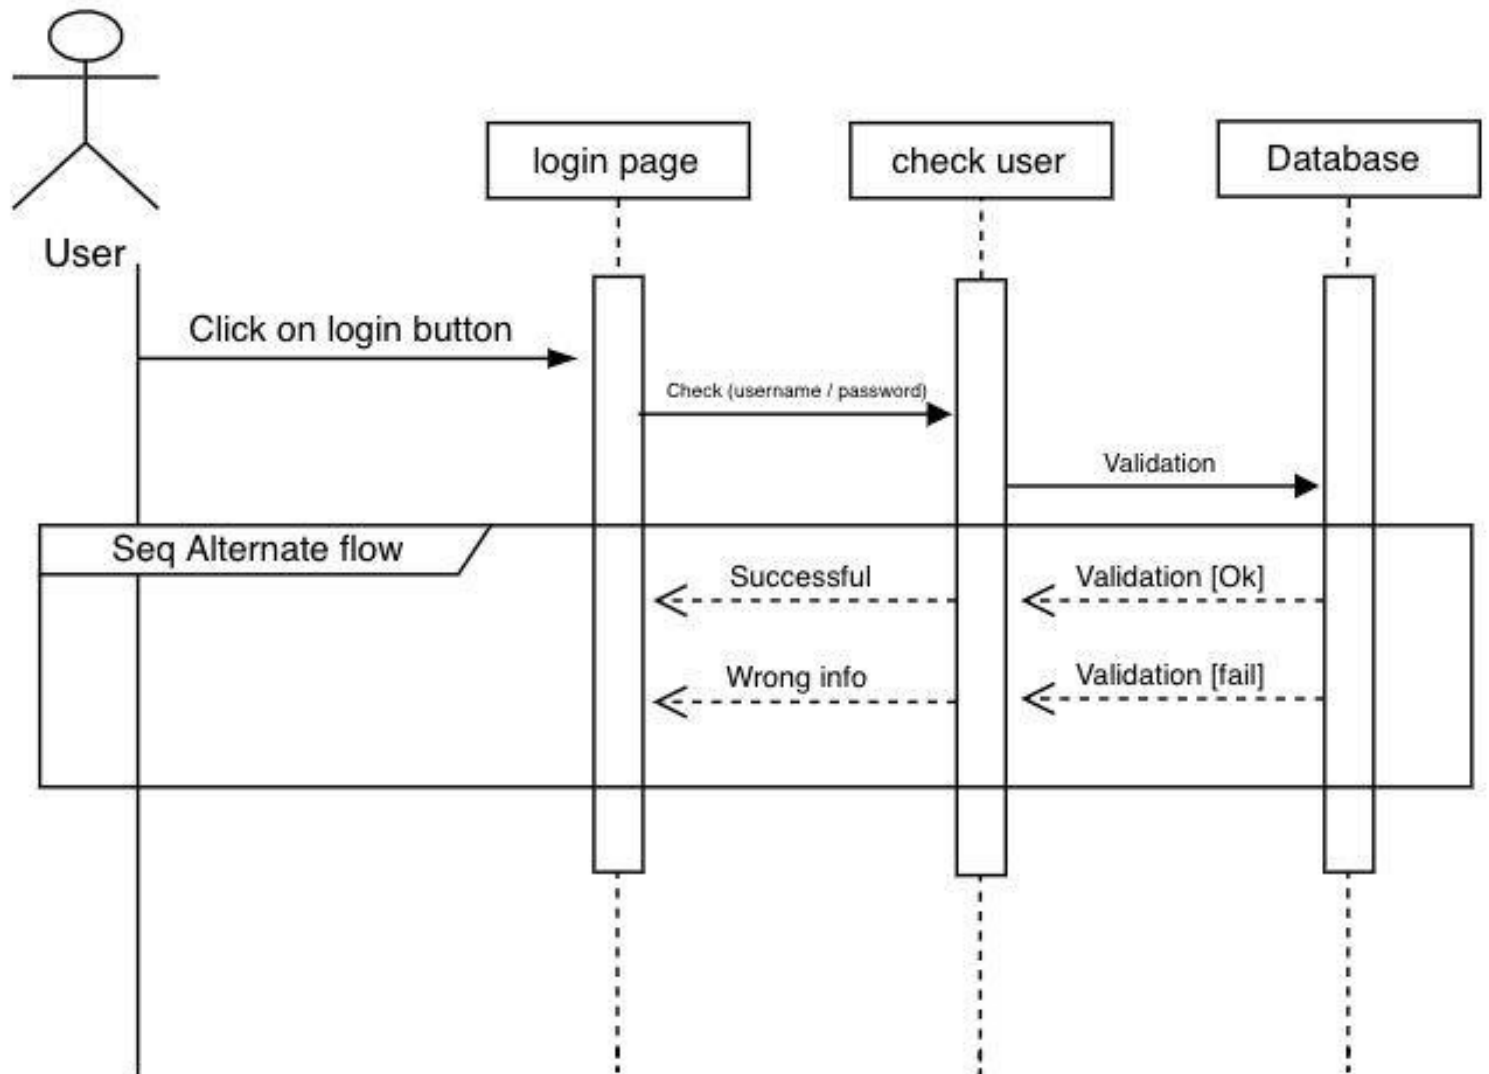 login page
check user
Database
User
Click on login button
Check (username / password)
Validation
Seq Alternate flow
Successful
Validation [Ok]
Wrong info
Validation [fail]